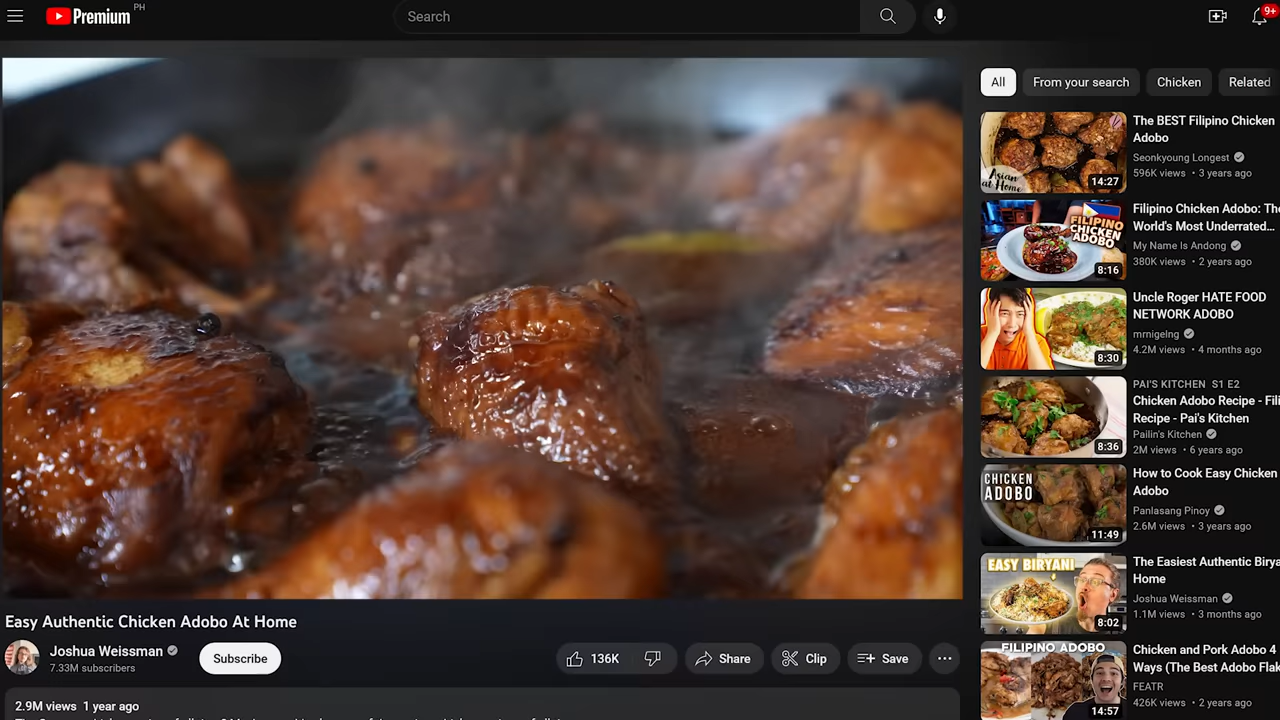 Premium PH
Search
9+
All
From your search
Chicken
Related
The BEST Filipino Chicken
Adobo
Seonkyoung Longest
596K views • 3 years ago
Asian
at Home
14:27
Filipino Chicken Adobo: The
World's Most Underrated...
My Name Is Andong
380K views • 2 years ago
FILIPINO
CHICKEN
ADOBO
8:16
Uncle Roger HATE FOOD
NETWORK ADOBO
mrnigelng
4.2M views • 4 months ago
8:30
PAI'S KITCHEN S1 E2
Chicken Adobo Recipe - Fili
Recipe - Pai's Kitchen
Pailin's Kitchen
2M views • 6 years ago
8:36
How to Cook Easy Chicken
Adobo
Panlasang Pinoy
2.6M views • 3 years ago
CHICKEN
ADOBO
11:49
The Easiest Authentic Birya
Home
Joshua Weissman
1.1M views • 3 months ago
EASY BIRYANI
8:02
Chicken and Pork Adobo 4
Ways (The Best Adobo Flak
FEATR
426K views • 2 years ago
FILIPINO ADOBO
14:57
Easy Authentic Chicken Adobo At Home
Joshua Weissman
7.33M subscribers
Subscribe
136K
Share
Clip
Save
2.9M views 1 year ago